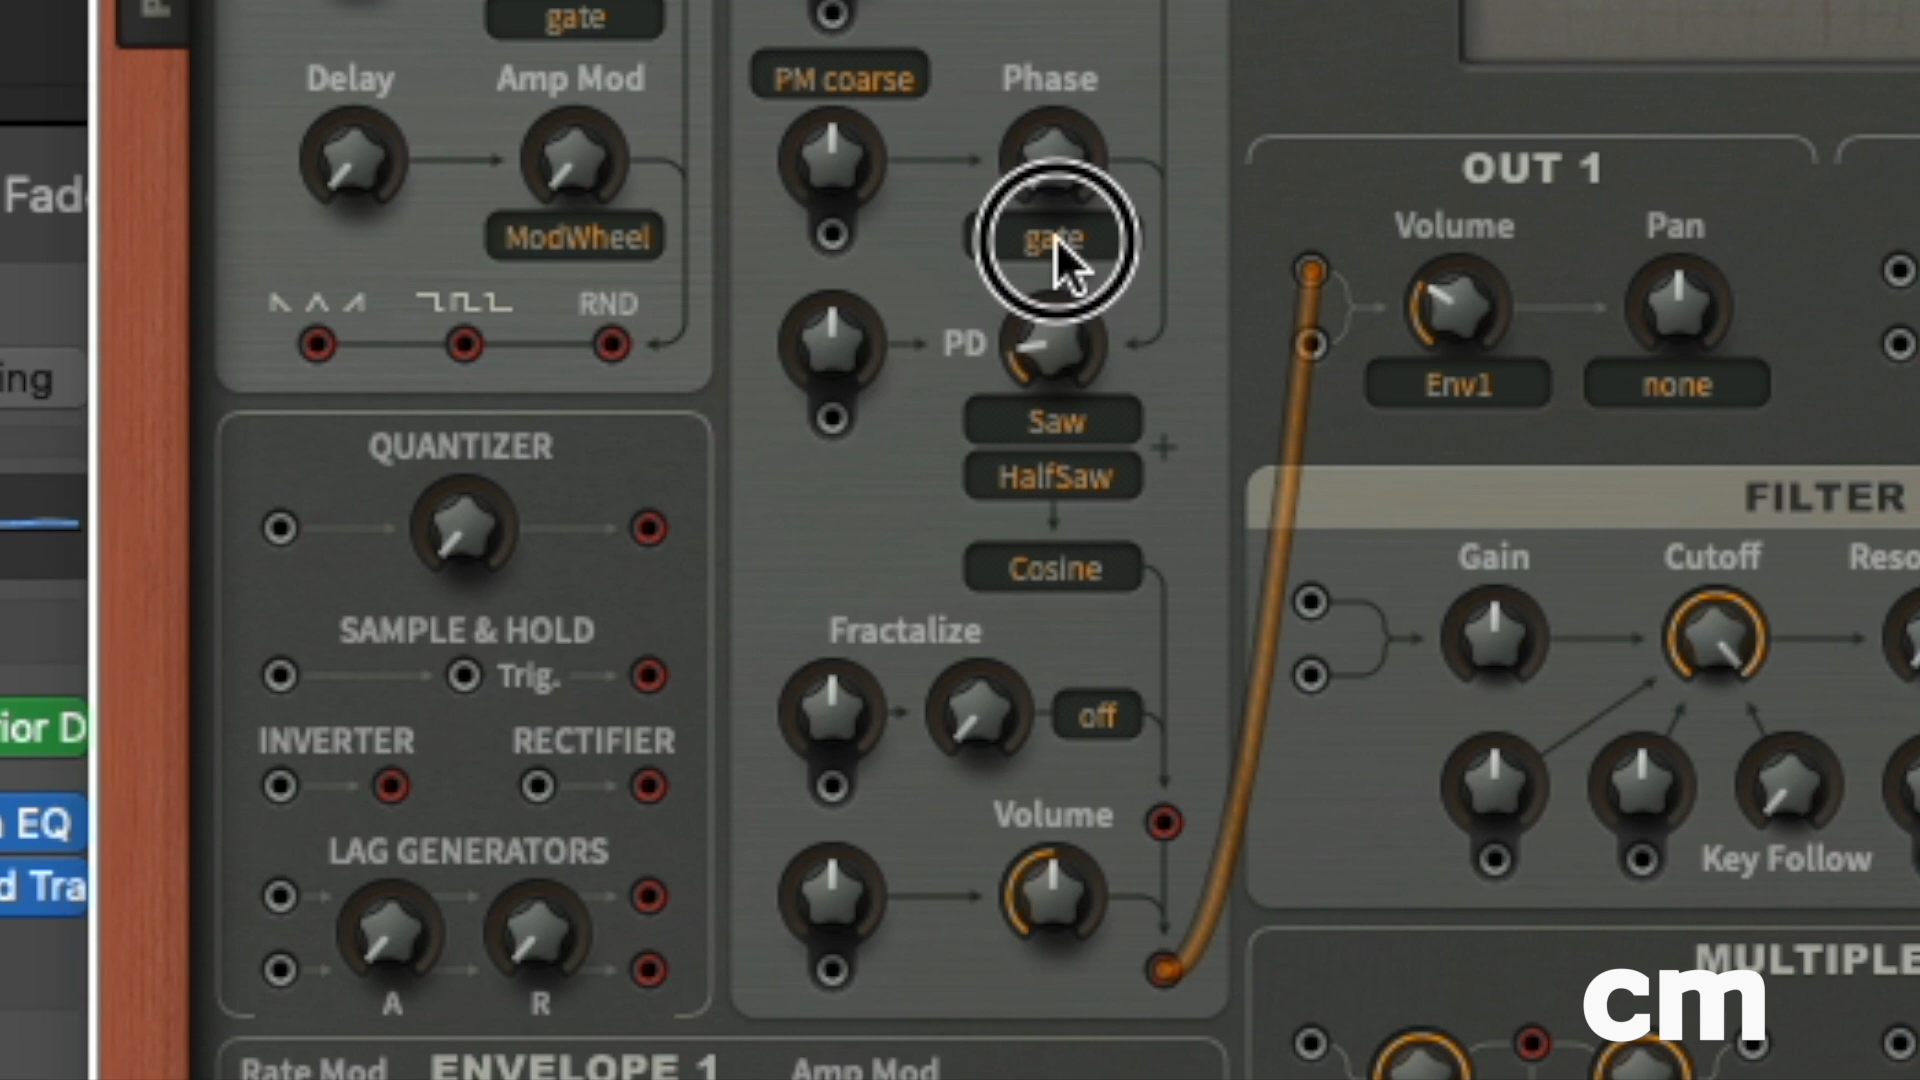 gate
Delay
Amp Mod
ModWheel
RND
PM coarse
Phase
gate
PD
Saw
HalfSaw
Cosine
Fractalize
off
Volume
QUANTIZER
SAMPLE & HOLD
Trig.
INVERTER
RECTIFIER
LAG GENERATORS
A
R
Rate Mod
ENVELOPE 1
Amp Mod
OUT 1
Volume
Pan
Env1
none
FILTER
Gain
Cutoff
Reso
Key Follow
MULTIPLE
cm
Fad
ing
ior D
EQ
d Tra